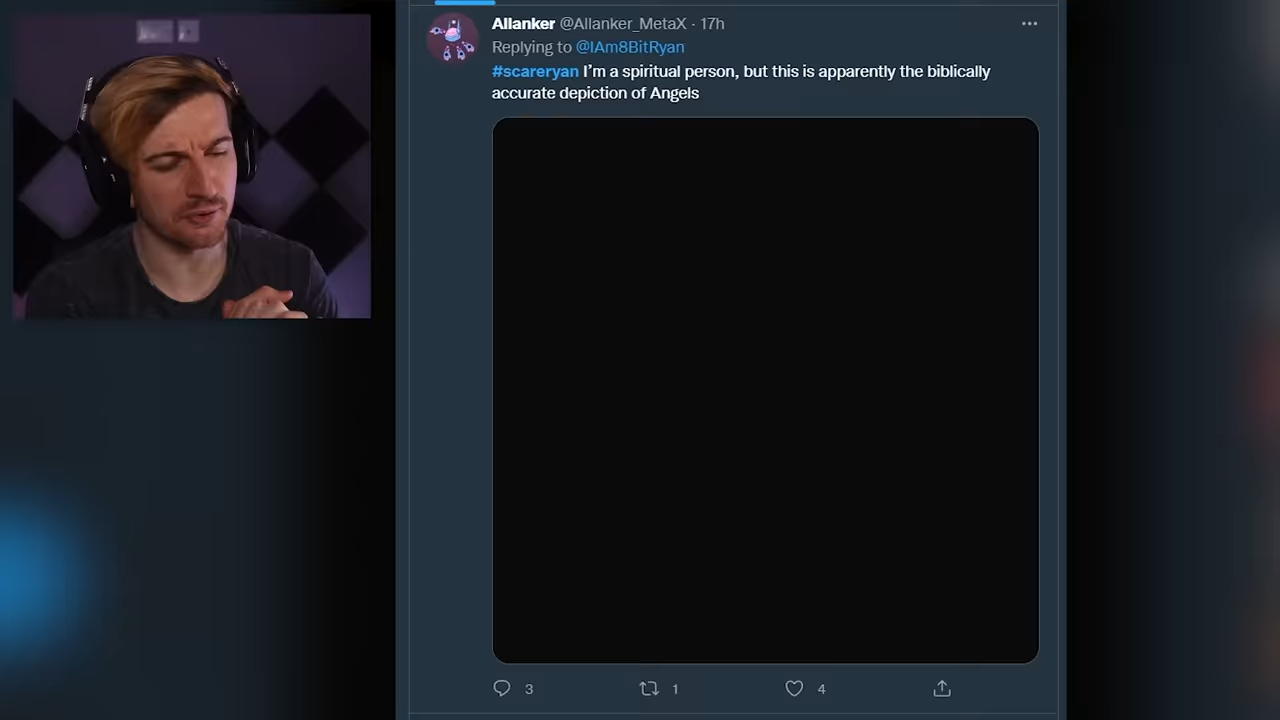 Allanker @Allanker_MetaX · 17h
Replying to @IAm8BitRyan
#scareryan I’m a spiritual person, but this is apparently the biblically
accurate depiction of Angels
3 1 4